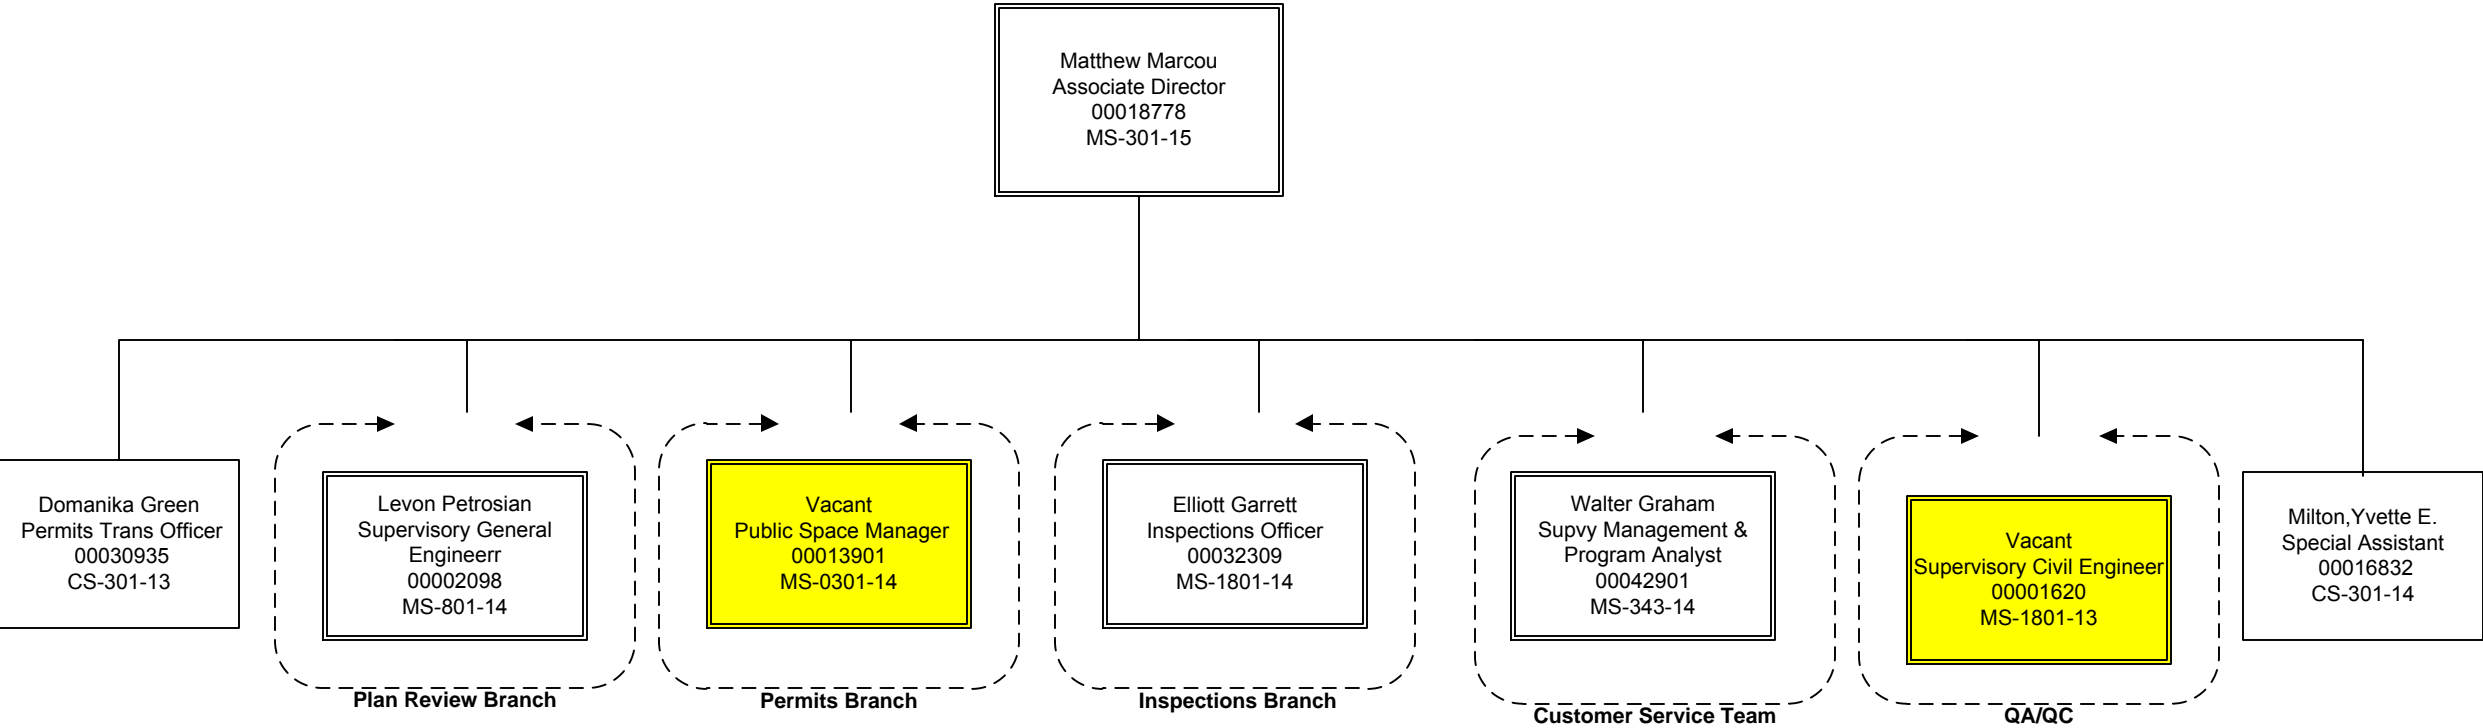 Matthew Marcou
Associate Director
00018778
MS-301-15
Domanika Green
Permits Trans Officer
00030935
CS-301-13
Levon Petrosian
Supervisory General
Engineerr
00002098
MS-801-14
Plan Review Branch
Vacant
Public Space Manager
00013901
MS-0301-14
Permits Branch
Elliott Garrett
Inspections Officer
00032309
MS-1801-14
Inspections Branch
Walter Graham
Supvy Management &
Program Analyst
00042901
MS-343-14
Customer Service Team
Vacant
Supervisory Civil Engineer
00001620
MS-1801-13
QA/QC
Milton,Yvette E.
Special Assistant
00016832
CS-301-14